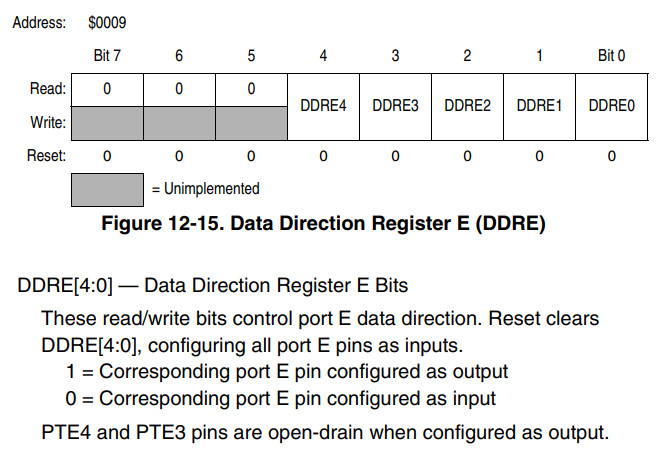 Address: $0009
Bit 7 6 5 4 3 2 1 Bit 0
Read: 0 0 0 DDRE4 DDRE3 DDRE2 DDRE1 DDRE0
Write:
Reset: 0 0 0 0 0 0 0 0
= Unimplemented
Figure 12-15. Data Direction Register E (DDRE)
DDRE[4:0] — Data Direction Register E Bits
These read/write bits control port E data direction. Reset clears
DDRE[4:0], configuring all port E pins as inputs.
1 = Corresponding port E pin configured as output
0 = Corresponding port E pin configured as input
PTE4 and PTE3 pins are open-drain when configured as output.